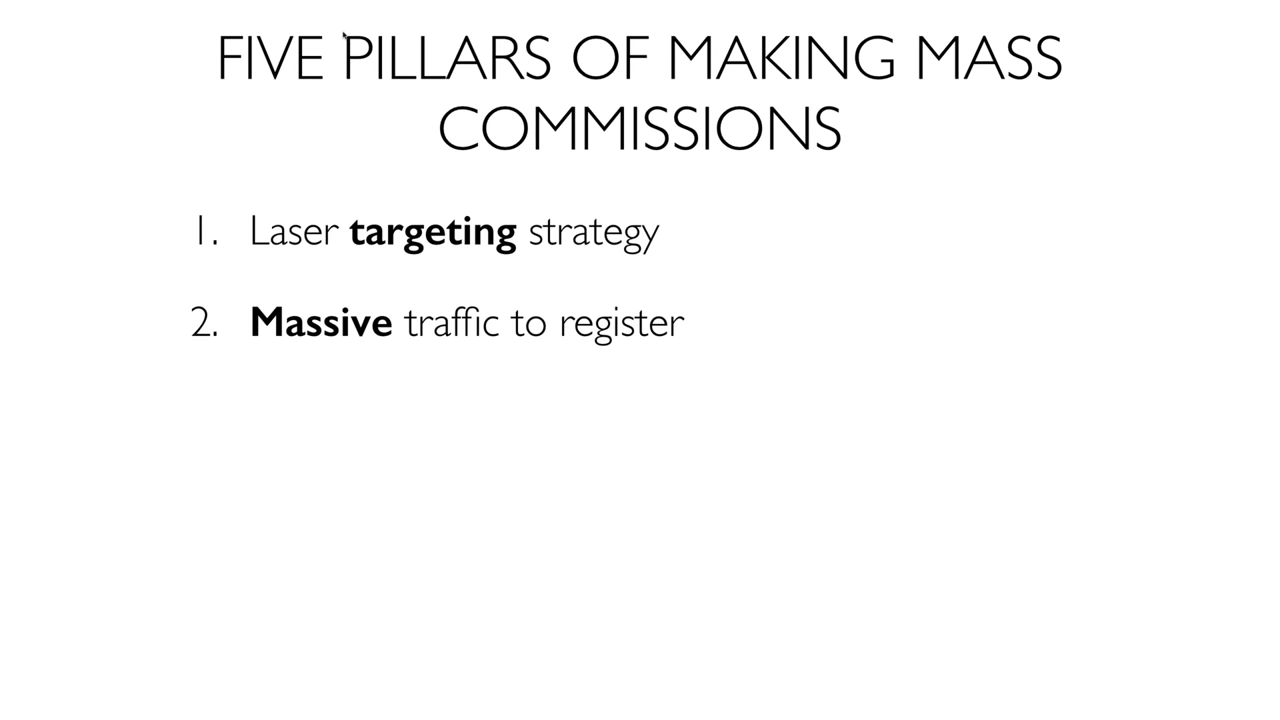 FIVE PILLARS OF MAKING MASS
COMMISSIONS
1. Laser targeting strategy
2. Massive traffic to register